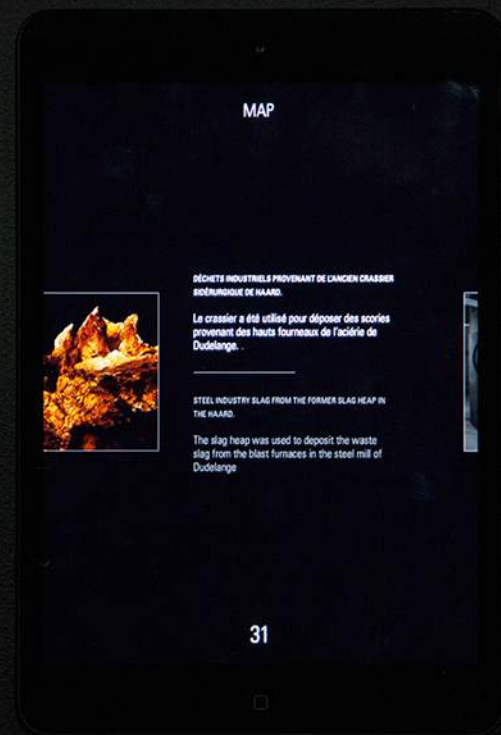 MAP
DÉCHETS INDUSTRIELS PROVENANT DE L'ANCIEN CRASSIER
SIDÉRURGIQUE DE HAARD.
Le crassier a été utilisé pour déposer des scories
provenant des hauts fourneaux de l'aciérie de
Dudelange. .
STEEL INDUSTRY SLAG FROM THE FORMER SLAG HEAP IN
THE HAARD.
The slag heap was used to deposit the waste
slag from the blast furnaces in the steel mill of
Dudelange
31